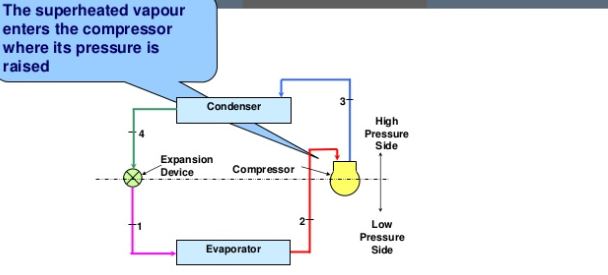 The superheated vapour
enters the compressor
where its pressure is
raised
Condenser
3
High
Pressure
Side
4
Expansion
Device
Compressor
1
2
Low
Pressure
Side
Evaporator